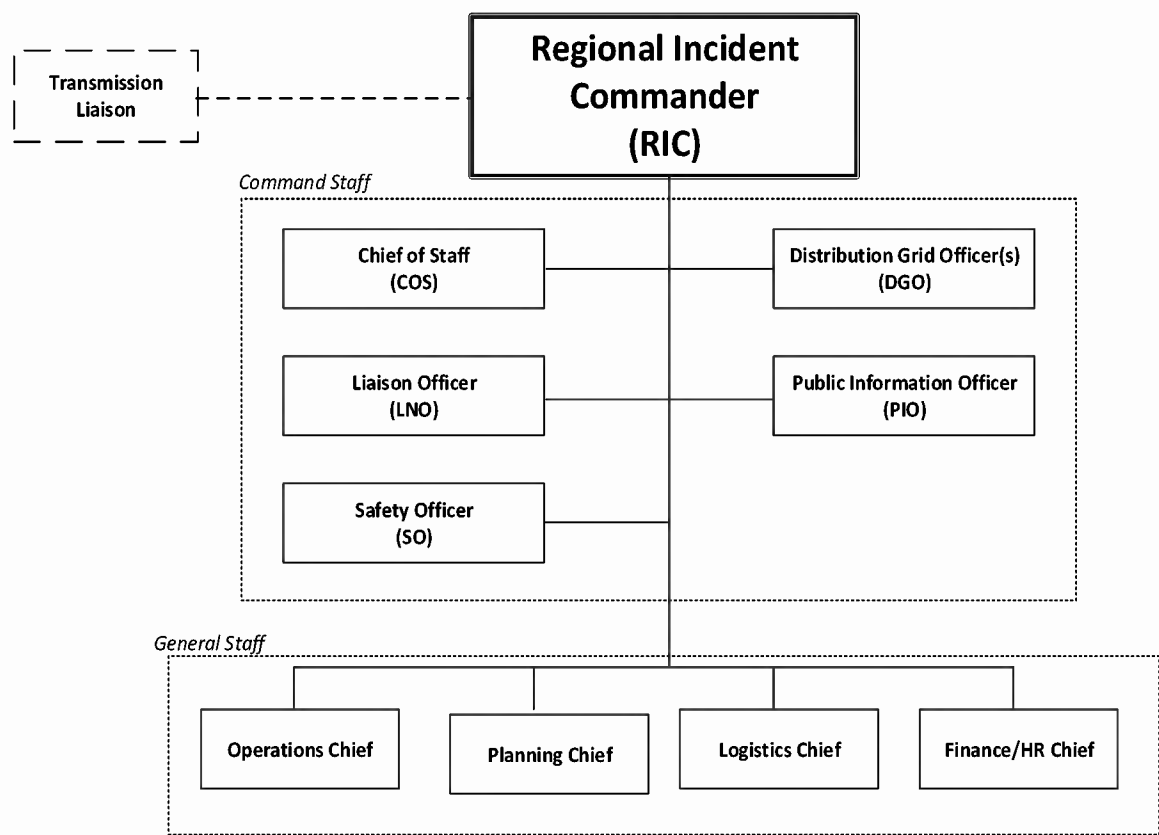 Regional Incident
Commander
(RIC)
Transmission
Liaison
Command Staff
Chief of Staff
(COS)
Distribution Grid Officer(s)
(DGO)
Liaison Officer
(LNO)
Public Information Officer
(PIO)
Safety Officer
(SO)
General Staff
Operations Chief
Planning Chief
Logistics Chief
Finance/HR Chief